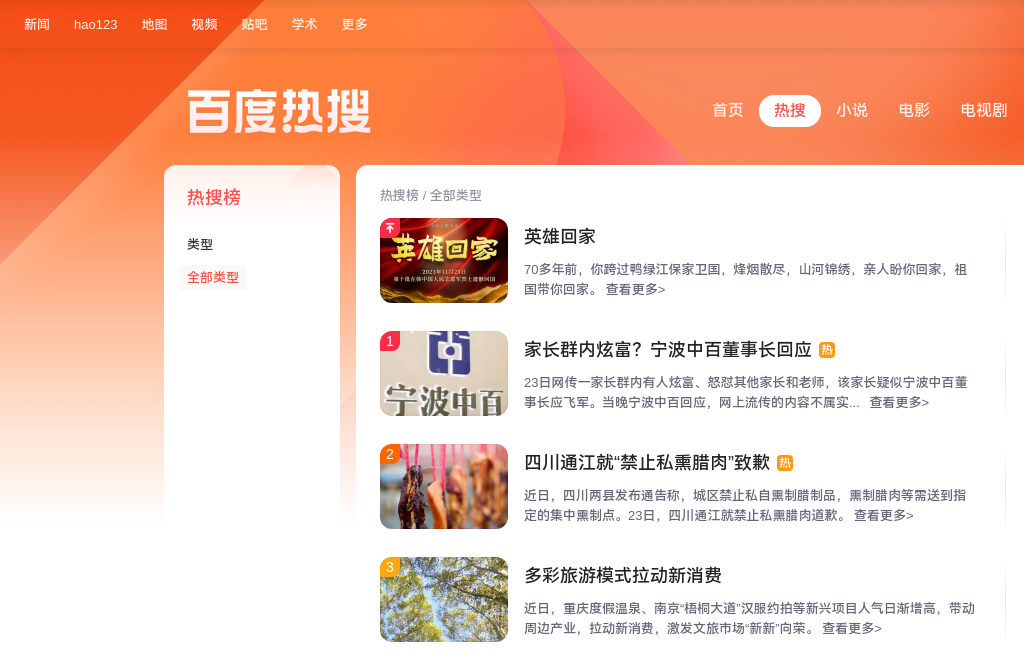 新闻 hao123 地图 视频 贴吧 学术 更多
百度热搜
首页 热搜 小说 电影 电视剧
热搜榜
类型
全部类型
热搜榜 / 全部类型
英雄回家
2023年11月23日
第十批在韩中国人民志愿军烈士遗骸回国
英雄回家
70多年前，你跨过鸭绿江保家卫国，烽烟散尽，山河锦绣，亲人盼你回家，祖
国带你回家。 查看更多>
1
宁波中百
家长群内炫富？宁波中百董事长回应 热
23日网传一家长群内有人炫富、怒怼其他家长和老师，该家长疑似宁波中百董
事长应飞军。当晚宁波中百回应，网上流传的内容不属实... 查看更多>
2
四川通江就“禁止私熏腊肉”致歉 热
近日，四川两县发布通告称，城区禁止私自熏制腊制品，熏制腊肉等需送到指
定的集中熏制点。23日，四川通江就禁止私熏腊肉道歉。 查看更多>
3
多彩旅游模式拉动新消费
近日，重庆度假温泉、南京“梧桐大道”汉服约拍等新兴项目人气日渐增高，带动
周边产业，拉动新消费，激发文旅市场“新新”向荣。 查看更多>